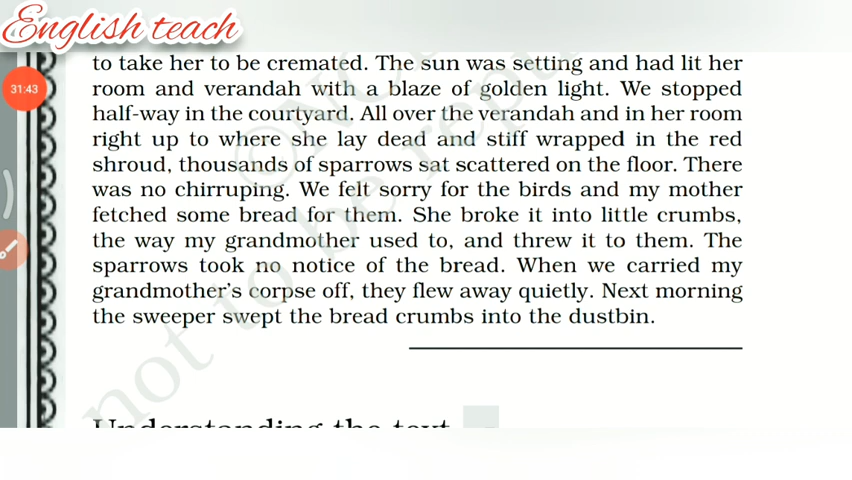 English teach
31:43
to take her to be cremated. The sun was setting and had lit her
room and verandah with a blaze of golden light. We stopped
half-way in the courtyard. All over the verandah and in her room
right up to where she lay dead and stiff wrapped in the red
shroud, thousands of sparrows sat scattered on the floor. There
was no chirruping. We felt sorry for the birds and my mother
fetched some bread for them. She broke it into little crumbs,
the way my grandmother used to, and threw it to them. The
sparrows took no notice of the bread. When we carried my
grandmother's corpse off, they flew away quietly. Next morning
the sweeper swept the bread crumbs into the dustbin.
Understanding the text
not to be